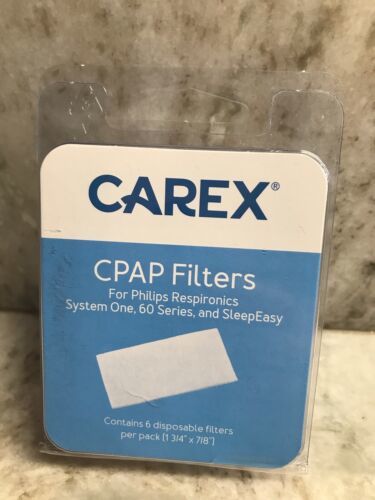 CAREX®
CPAP Filters
For Philips Respironics
System One, 60 Series, and SleepEasy
Contains 6 disposable filters
per pack [1 3/4" x 7/8"]